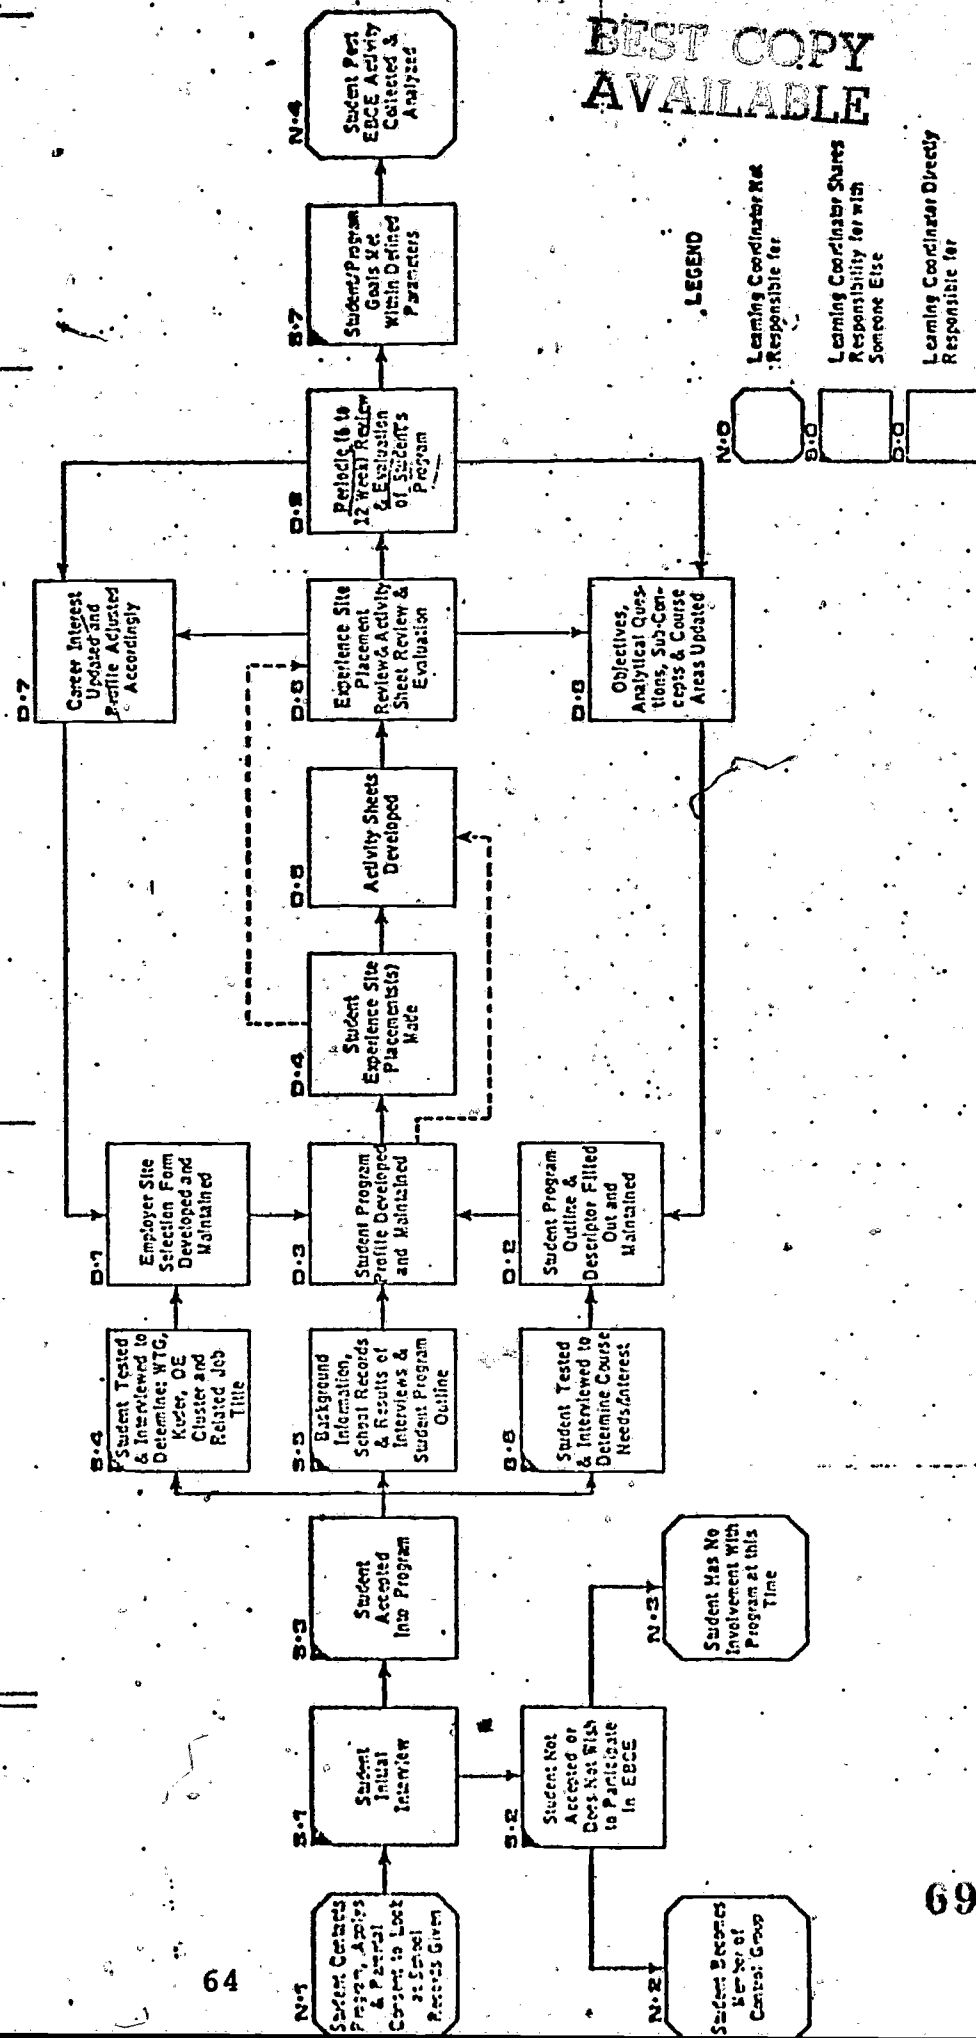 BEST COPY
AVAILABLE
N-1
Student Contacts
Program, Applies
& Parental
Consent to Look
at School
Records Given
S-1
Student
Initial
Interview
S-2
Student Not
Accepted or
Does Not Wish
to Participate
in EBCE
N-2
Student Becomes
Member of
Control Group
N-3
Student Has No
Involvement With
Program at this
Time
S-3
Student
Accepted
Into Program
S-4
Student Tested
& Interviewed to
Determine: WTG,
Kuder, OE
Cluster and
Related Job
Title
S-5
Background
Information,
School Records
& Results of
Interviews &
Student Program
Outline
S-6
Student Tested
& Interviewed to
Determine Course
Needs/Interest
D-1
Employer Site
Selection Form
Developed and
Maintained
D-3
Student Program
Profile Developed
and Maintained
D-2
Student Program
Outline &
Descriptor Filled
Out and
Maintained
D-4
Student
Experience Site
Placements(s)
Made
D-5
Activity Sheets
Developed
D-6
Experience Site
Placement
Review & Activity
Sheet Review &
Evaluation
D-7
Career Interest
Updated and
Profile Adjusted
Accordingly
D-8
Objectives,
Analytical Ques-
tions, Sub-Con-
cepts & Course
Areas Updated
Periodic (6 to
12 Week) Review
& Evaluation
of Student's
Program
S-7
Student/Program
Goals Met
Within Defined
Parameters
N-4
Student Post
EBCE Activity
Collected &
Analyzed
LEGEND
N-0
Learning Coordinator Not
Responsible for
S-0
Learning Coordinator Shares
Responsibility for with
Someone Else
D-0
Learning Coordinator Directly
Responsible for
64
69